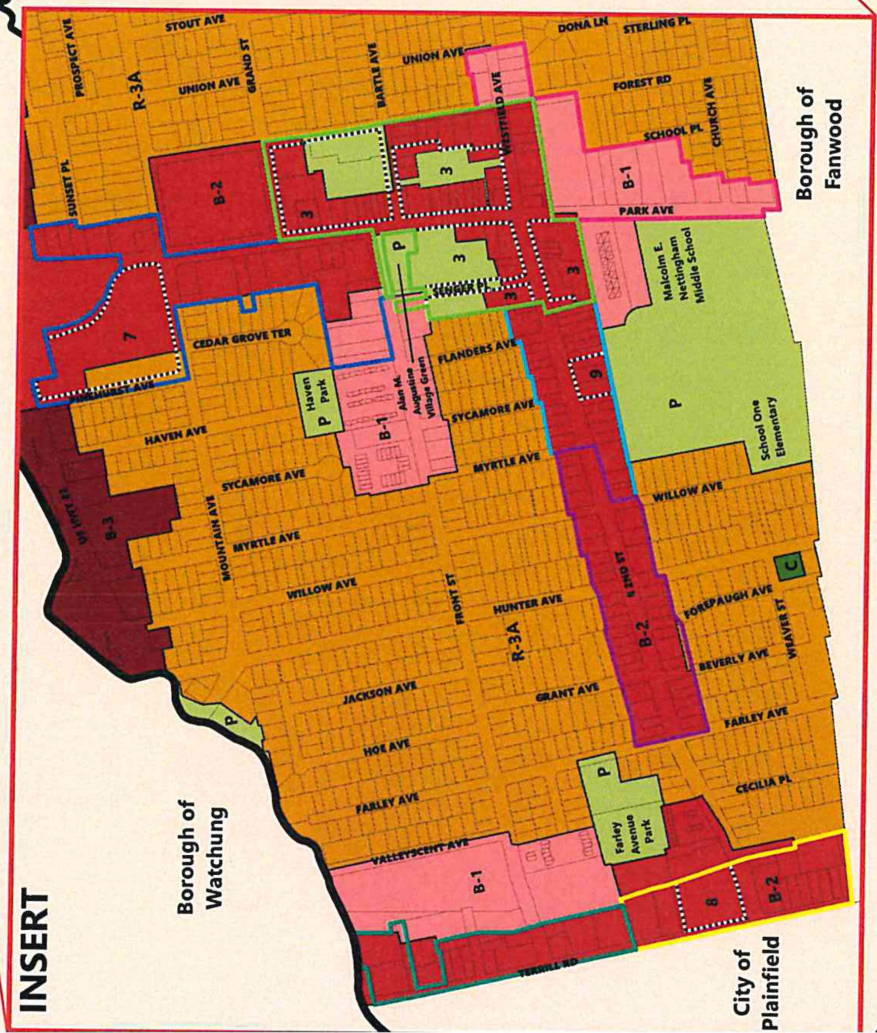 INSERT
STOUT AVE
PROSPECT AVE
R-3A
GRAND ST
UNION AVE
BARTLE AVE
UNION AVE
DONA LN
STERLING PL
FOREST RD
WESTFIELD AVE
SCHOOL PL
CHURCH AVE
SUNSET PL
B-2
3
3
B-1
PARK AVE
Borough of
Fanwood
P
3
3
3
Malcolm E.
Nettingham
Middle School
7
CEDAR GROVE TER
FLANDERS AVE
Alan M.
Augustine
Village Green
Haven
Park
P
B-1
9
P
School One
Elementary
HAVEN AVE
SYCAMORE AVE
SYCAMORE AVE
MYRTLE AVE
US HWY 22
B-3
MOUNTAIN AVE
MYRTLE AVE
WILLOW AVE
WILLOW AVE
FRONT ST
HUNTER AVE
R-3A
E 2ND ST
B-2
FOREPAUGH AVE
C
WEAVER ST
BEVERLY AVE
JACKSON AVE
GRANT AVE
P
HOE AVE
FARLEY AVE
FARLEY AVE
P
Farley
Avenue
Park
CECILIA PL
Borough of
Watchung
VALLEYSCENT AVE
B-1
8
B-2
TERRILL RD
City of
Plainfield